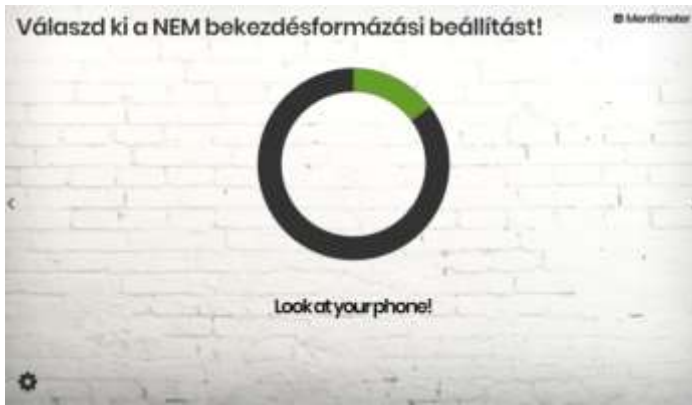 Válaszd ki a NEM bekezdésformázási beállítást!
Mentimeter
Look at your phone!